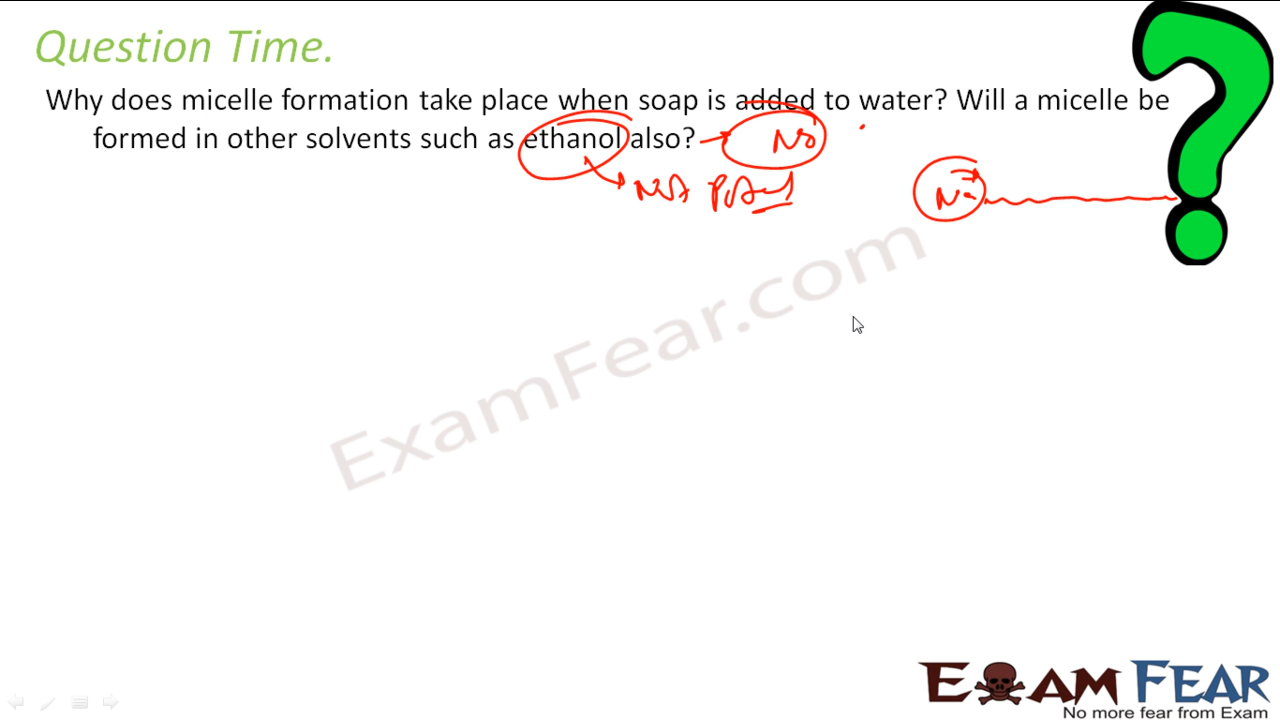 Question Time.
Why does micelle formation take place when soap is added to water? Will a micelle be
formed in other solvents such as ethanol also? → No
Not
Na
ExamFear.com
EXAM FEAR
No more fear from Exam